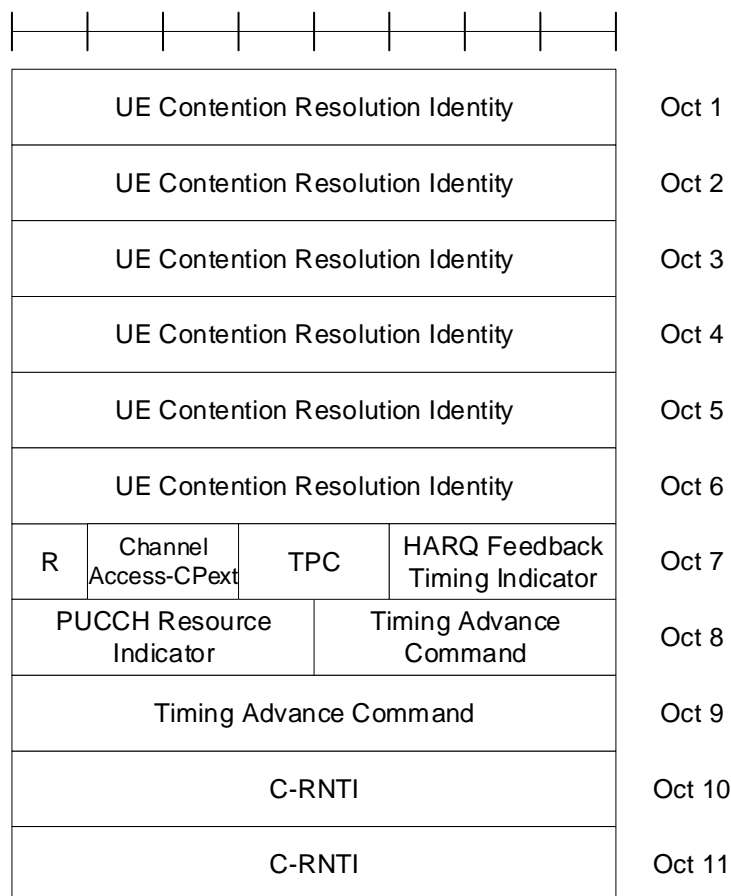 UE Contention Resolution Identity Oct 1
UE Contention Resolution Identity Oct 2
UE Contention Resolution Identity Oct 3
UE Contention Resolution Identity Oct 4
UE Contention Resolution Identity Oct 5
UE Contention Resolution Identity Oct 6
R
Channel
Access-CPext
TPC
HARQ Feedback
Timing Indicator
Oct 7
PUCCH Resource
Indicator
Timing Advance
Command
Oct 8
Timing Advance Command Oct 9
C-RNTI Oct 10
C-RNTI Oct 11